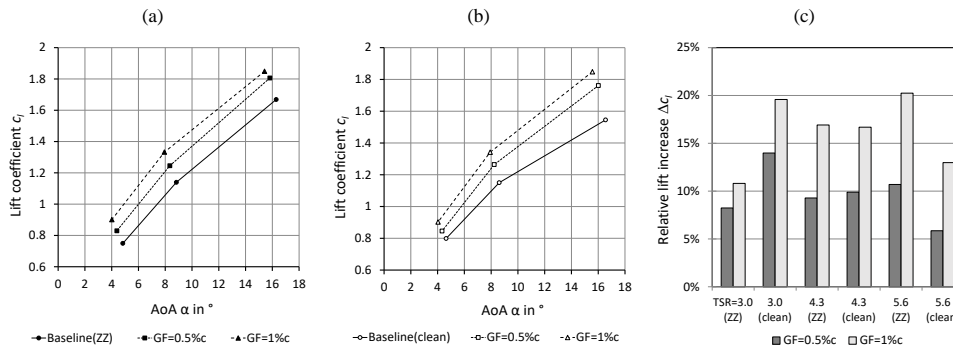 (a)
(b)
(c)
Lift coefficient cl
2
1.8
1.6
1.4
1.2
1
0.8
0.6
0 2 4 6 8 10 12 14 16 18
AoA α in °
Baseline(ZZ) GF=0.5%c GF=1%c
Lift coefficient cl
2
1.8
1.6
1.4
1.2
1
0.8
0.6
0 2 4 6 8 10 12 14 16 18
AoA α in °
Baseline(clean) GF=0.5%c GF=1%c
Relative lift increase Δcl
25%
20%
15%
10%
5%
0%
TSR=3.0 3.0 4.3 4.3 5.6 5.6
(ZZ) (clean) (ZZ) (clean) (ZZ) (clean)
GF=0.5%c GF=1%c